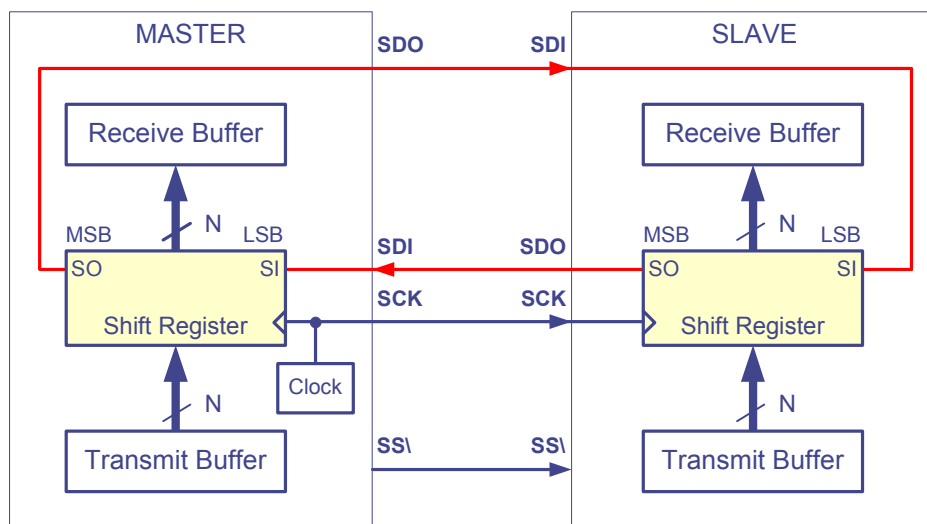 MASTER
SLAVE
SDO
SDI
Receive Buffer
Receive Buffer
N
N
MSB
LSB
SDI
SDO
MSB
LSB
SO
SI
SO
SI
SCK
SCK
Shift Register
Shift Register
Clock
N
N
SS\
SS\
Transmit Buffer
Transmit Buffer